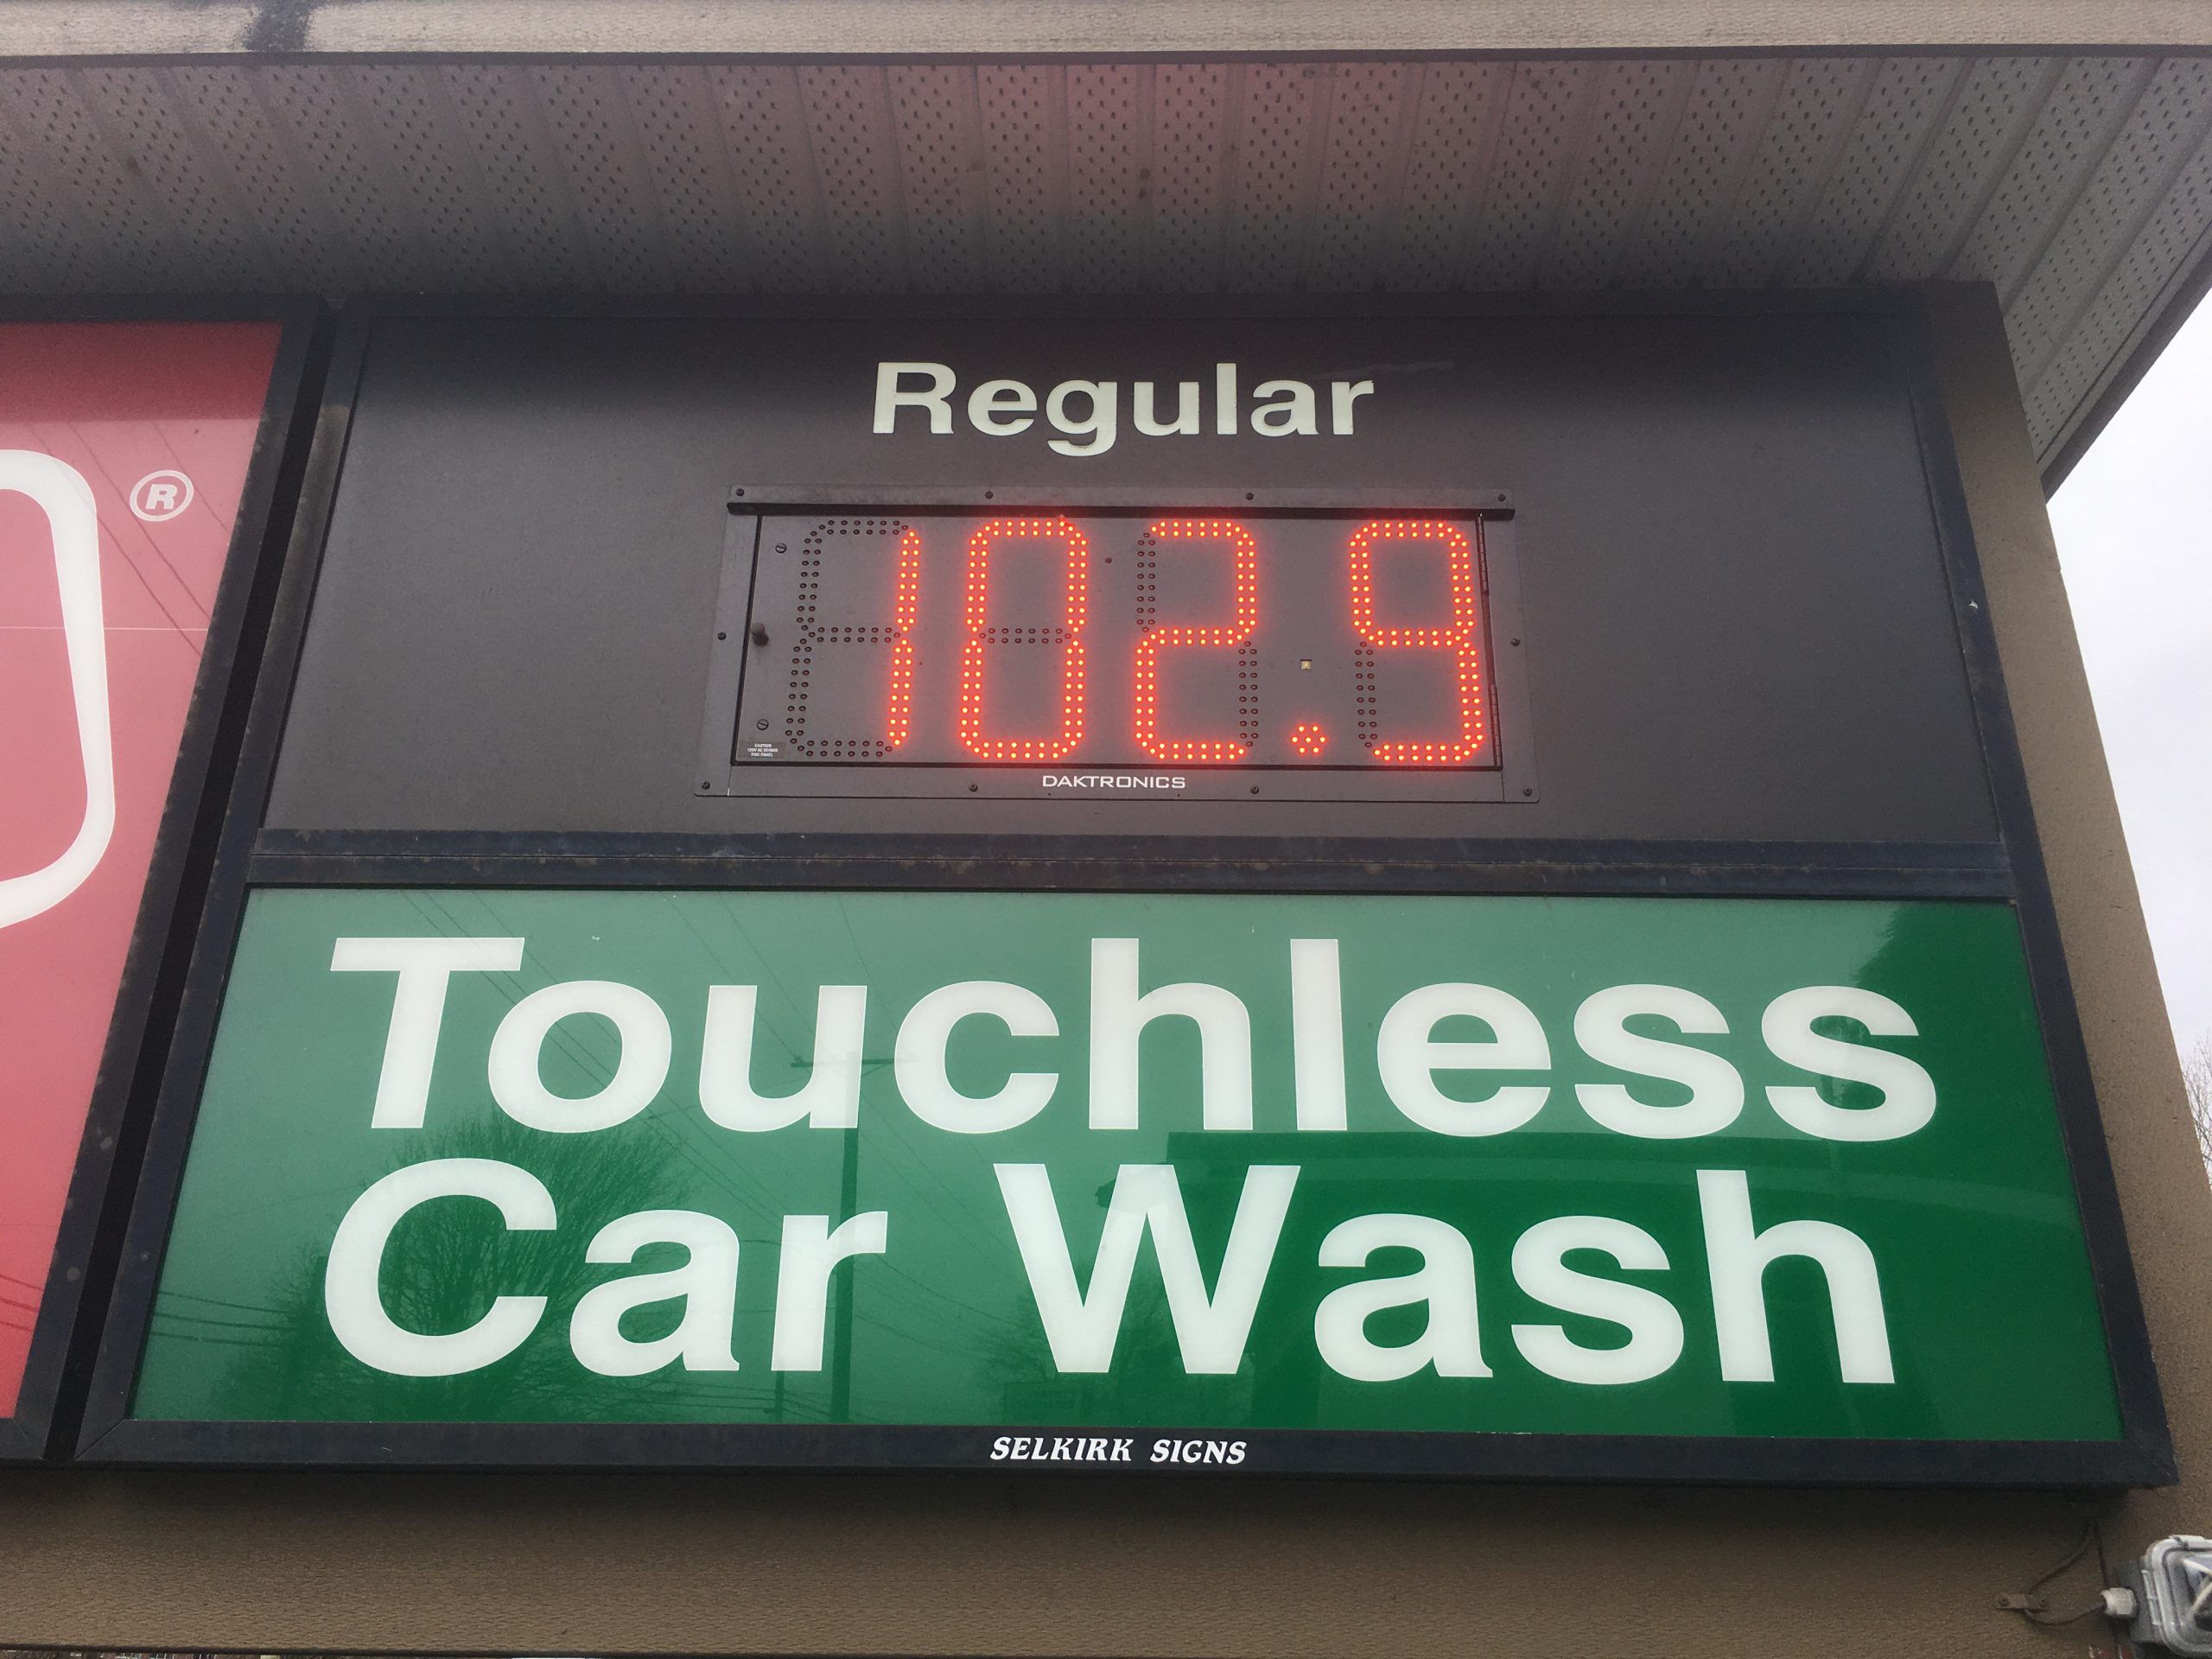 Regular
®
102.9
DAKTRONICS
Touchless
Car Wash
SELKIRK SIGNS